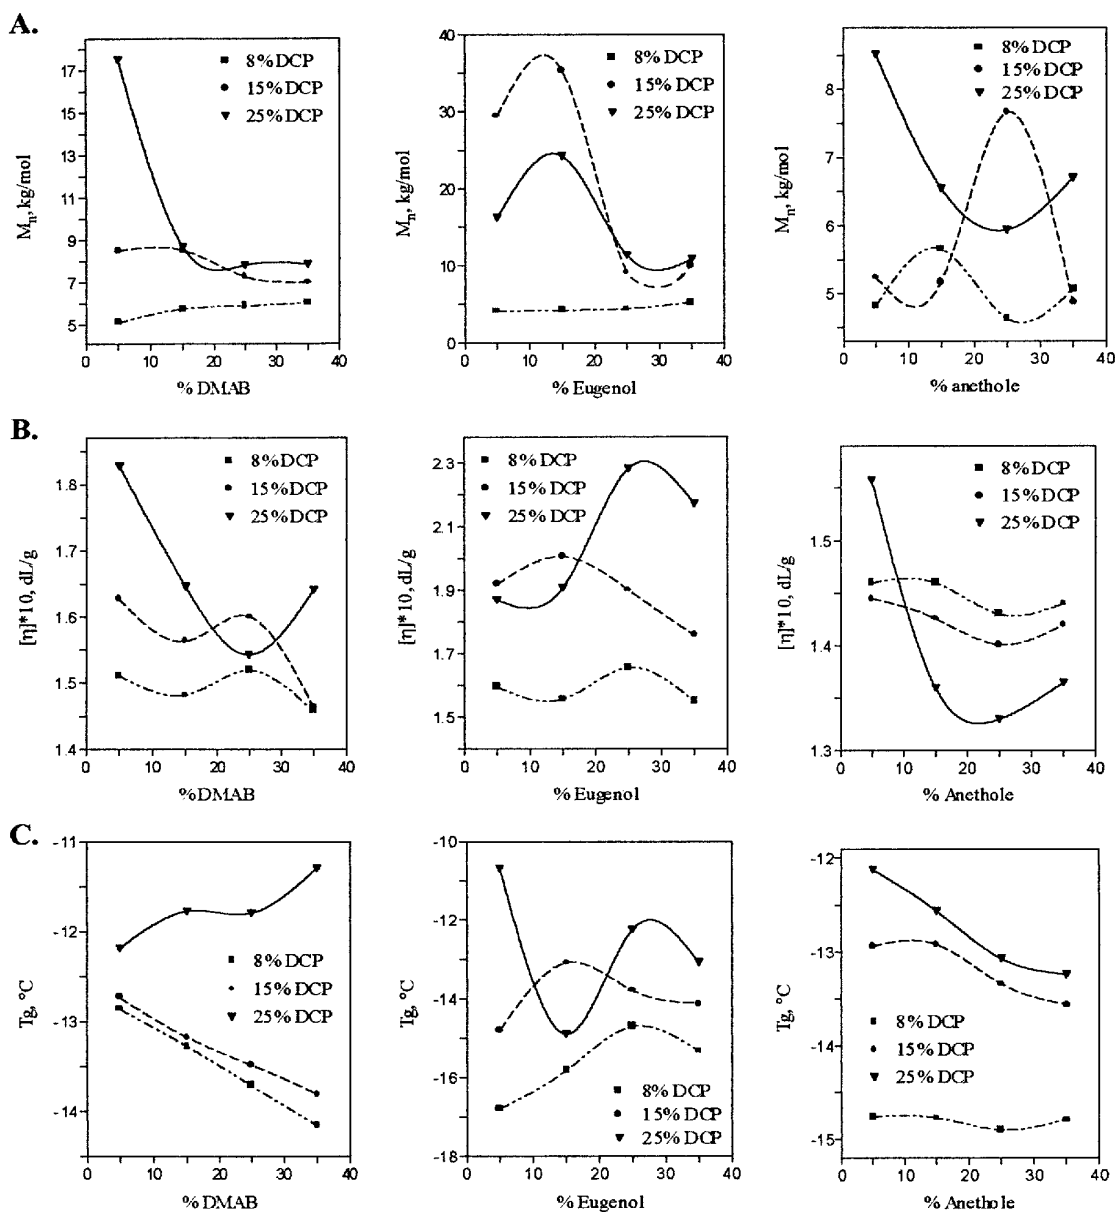 A.
17
15
13
11
9
7
5
Mn, kg/mol
8% DCP
15% DCP
25% DCP
0 10 20 30 40
% DMAB
40
30
20
10
0
Mn, kg/mol
8% DCP
15% DCP
25% DCP
0 10 20 30 40
% Eugenol
8
7
6
5
Mn, kg/mol
8% DCP
15% DCP
25% DCP
0 10 20 30 40
% anethole
B.
1.8
1.7
1.6
1.5
1.4
[η]*10, dL/g
8% DCP
15% DCP
25% DCP
0 10 20 30 40
% DMAB
2.3
2.1
1.9
1.7
1.5
[η]*10, dL/g
8% DCP
15% DCP
25% DCP
0 10 20 30 40
% Eugenol
1.5
1.4
1.3
[η]*10, dL/g
8% DCP
15% DCP
25% DCP
0 10 20 30 40
% Anethole
C.
-11
-12
-13
-14
Tg, °C
8% DCP
15% DCP
25% DCP
0 10 20 30 40
% DMAB
-10
-12
-14
-16
-18
Tg, °C
8% DCP
15% DCP
25% DCP
0 10 20 30 40
% Eugenol
-12
-13
-14
-15
Tg, °C
8% DCP
15% DCP
25% DCP
0 10 20 30 40
% Anethole